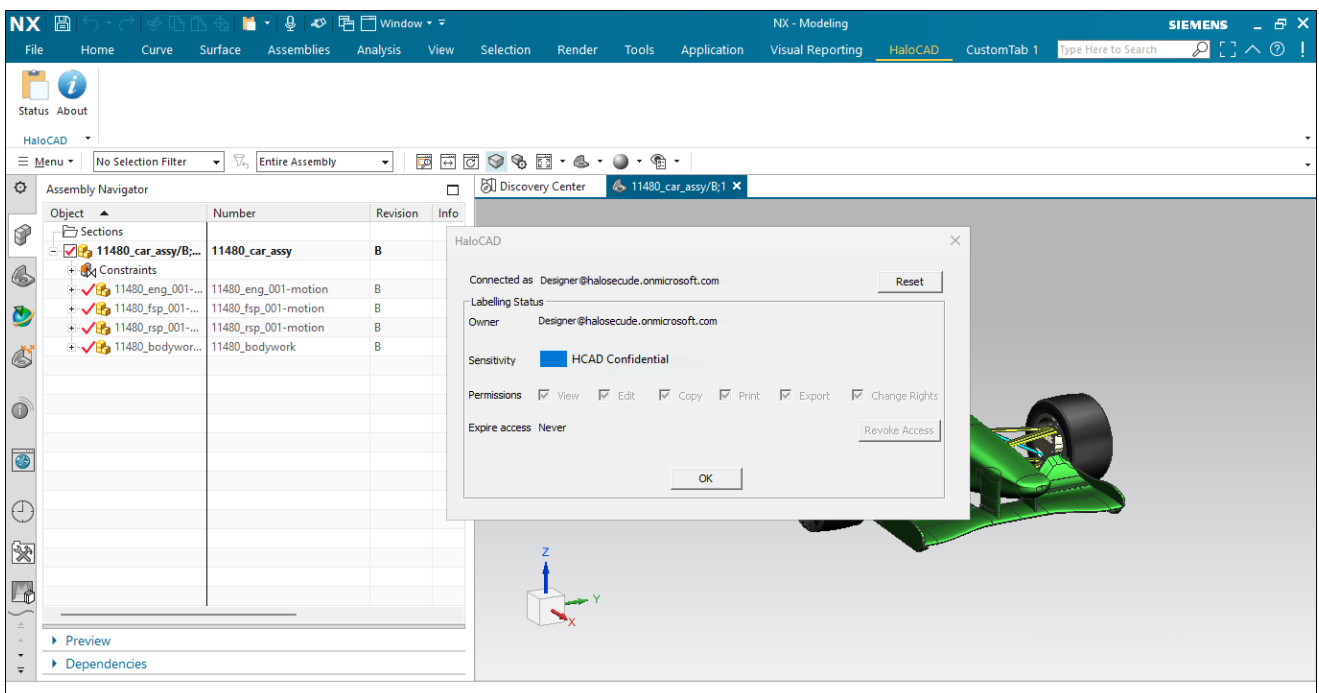 NX Window NX - Modeling SIEMENS
File Home Curve Surface Assemblies Analysis View Selection Render Tools Application Visual Reporting HaloCAD CustomTab 1 Type Here to Search
Status About
HaloCAD
Menu No Selection Filter Entire Assembly
Assembly Navigator
Discovery Center 11480_car_assy/B;1
Object Number Revision Info
Sections
11480_car_assy/B;... 11480_car_assy B
Constraints
11480_eng_001-... 11480_eng_001-motion B
11480_fsp_001-... 11480_fsp_001-motion B
11480_rsp_001-... 11480_rsp_001-motion B
11480_bodywor... 11480_bodywork B
HaloCAD
Connected as Designer@halosecude.onmicrosoft.com Reset
Labelling Status
Owner Designer@halosecude.onmicrosoft.com
Sensitivity HCAD Confidential
Permissions View Edit Copy Print Export Change Rights
Expire access Never Revoke Access
OK
Z
Y
X
Preview
Dependencies